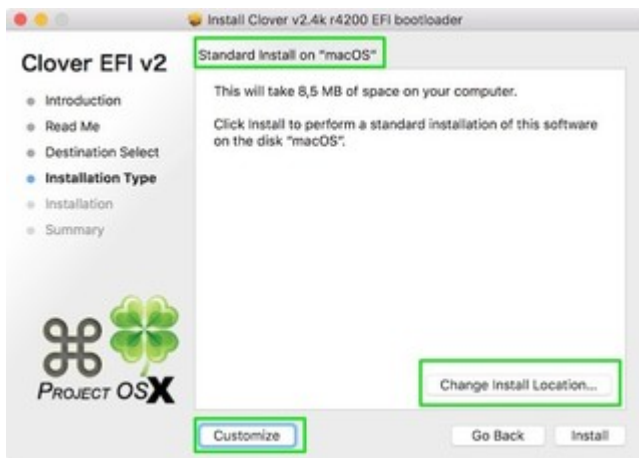 Install Clover v2.4k r4200 EFI bootloader
Clover EFI v2
Introduction
Read Me
Destination Select
Installation Type
Installation
Summary
PROJECT OSX
Standard Install on "macOS"
This will take 8,5 MB of space on your computer.
Click Install to perform a standard installation of this software
on the disk "macOS".
Change Install Location...
Customize
Go Back
Install